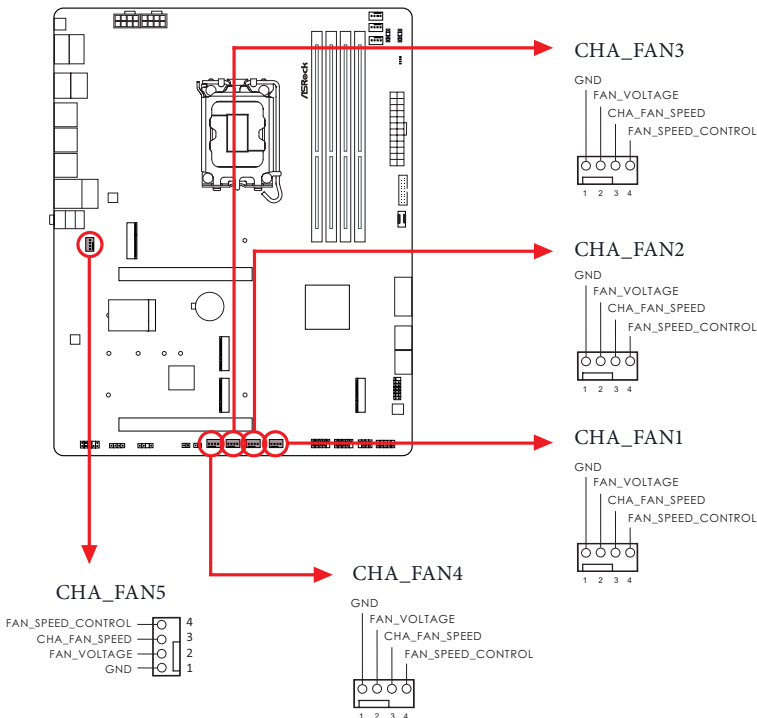 ASRock
CHA_FAN3
GND
FAN_VOLTAGE
CHA_FAN_SPEED
FAN_SPEED_CONTROL
1 2 3 4
CHA_FAN2
GND
FAN_VOLTAGE
CHA_FAN_SPEED
FAN_SPEED_CONTROL
1 2 3 4
CHA_FAN1
GND
FAN_VOLTAGE
CHA_FAN_SPEED
FAN_SPEED_CONTROL
1 2 3 4
CHA_FAN4
GND
FAN_VOLTAGE
CHA_FAN_SPEED
FAN_SPEED_CONTROL
1 2 3 4
CHA_FAN5
FAN_SPEED_CONTROL 4
CHA_FAN_SPEED 3
FAN_VOLTAGE 2
GND 1